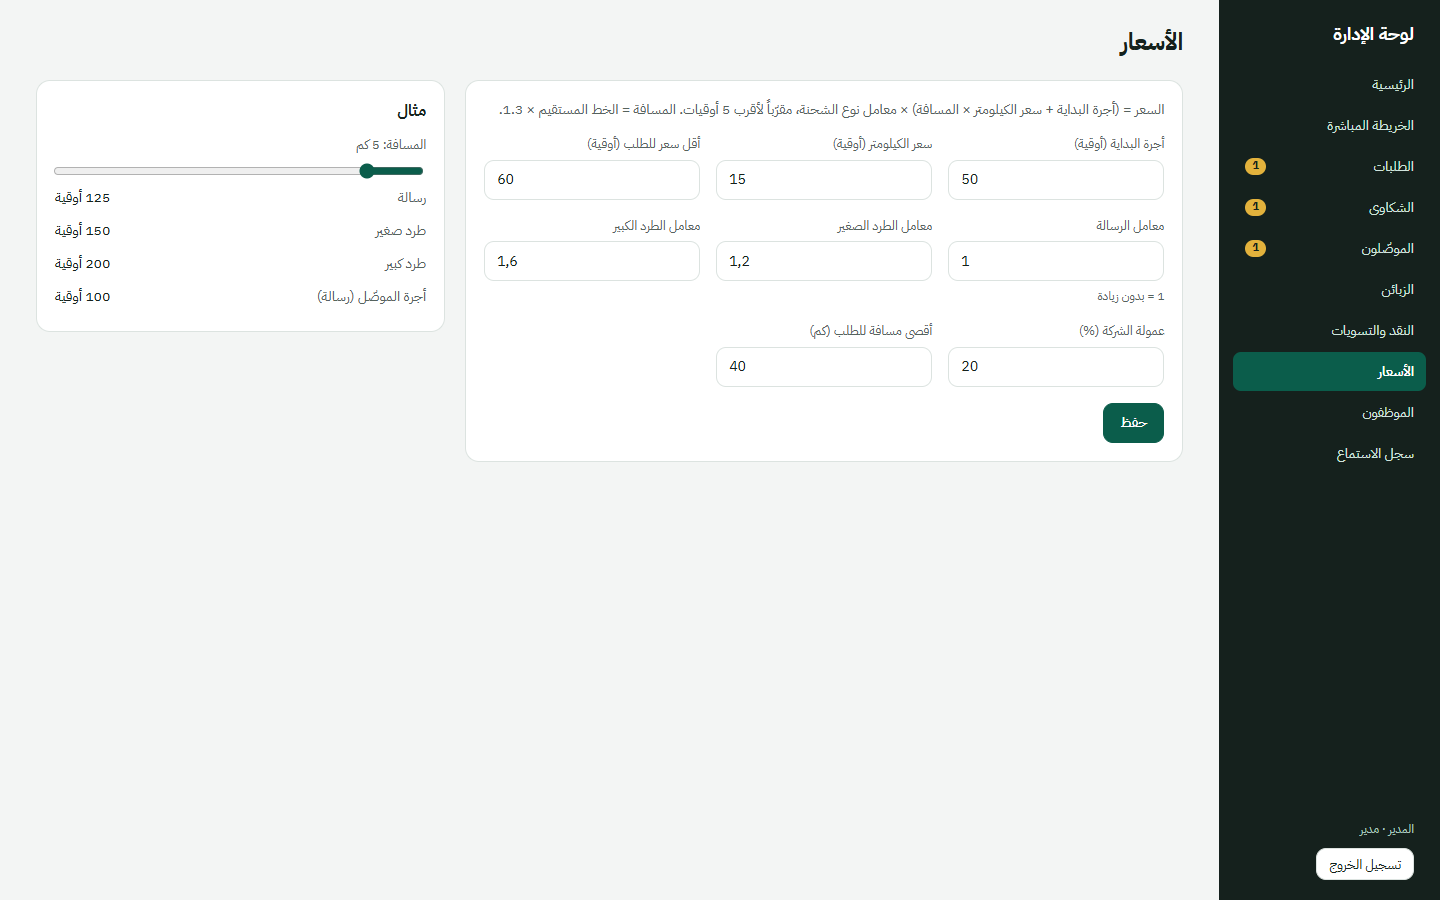 لوحة الإدارة
الرئيسية
الخريطة المباشرة
الطلبات 1
الشكاوى 1
الموصّلون 1
الزبائن
النقد والتسويات
الأسعار
الموظفون
سجل الاستماع
المدير · مدير
تسجيل الخروج
الأسعار
السعر = (أجرة البداية + سعر الكيلومتر × المسافة) × معامل نوع الشحنة، مقرّباً لأقرب 5 أوقيات. المسافة = الخط المستقيم × 1.3.
أجرة البداية (أوقية) سعر الكيلومتر (أوقية) أقل سعر للطلب (أوقية)
50 15 60
معامل الرسالة معامل الطرد الصغير معامل الطرد الكبير
1 1,2 1,6
1 = بدون زيادة
عمولة الشركة (%) أقصى مسافة للطلب (كم)
20 40
حفظ
مثال
المسافة: 5 كم
رسالة 125 أوقية
طرد صغير 150 أوقية
طرد كبير 200 أوقية
أجرة الموصّل (رسالة) 100 أوقية